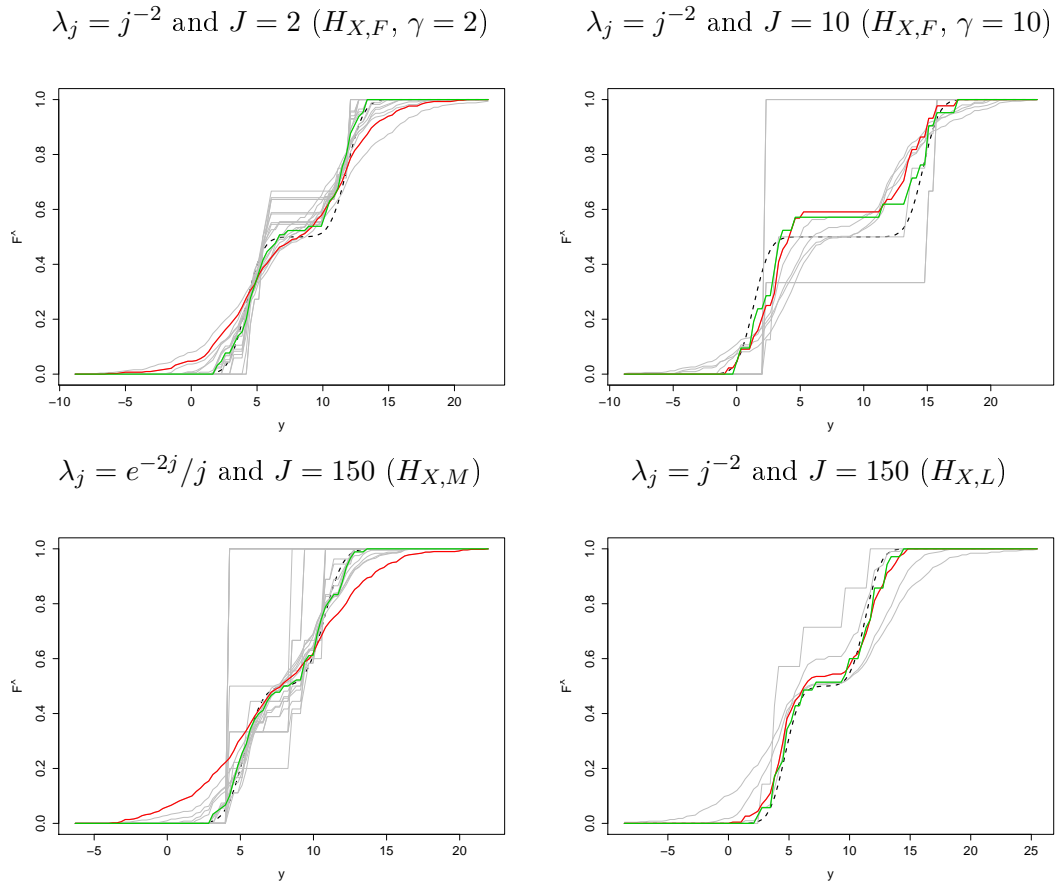 λ_j = j^{-2} and J = 2 (H_{X,F}, γ = 2)
1.0
0.8
0.6
0.4
0.2
0.0
F^
−10 −5 0 5 10 15 20
y
λ_j = j^{-2} and J = 10 (H_{X,F}, γ = 10)
1.0
0.8
0.6
0.4
0.2
0.0
F^
−10 −5 0 5 10 15 20
y
λ_j = e^{-2j}/j and J = 150 (H_{X,M})
1.0
0.8
0.6
0.4
0.2
0.0
F^
−5 0 5 10 15 20
y
λ_j = j^{-2} and J = 150 (H_{X,L})
1.0
0.8
0.6
0.4
0.2
0.0
F^
−5 0 5 10 15 20 25
y